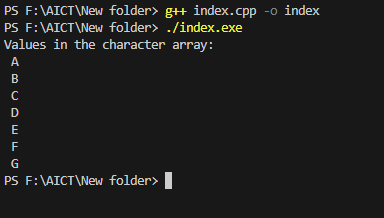 PS F:\AICT\New folder> g++ index.cpp -o index
PS F:\AICT\New folder> ./index.exe
Values in the character array:
 A
 B
 C
 D
 E
 F
 G
PS F:\AICT\New folder>